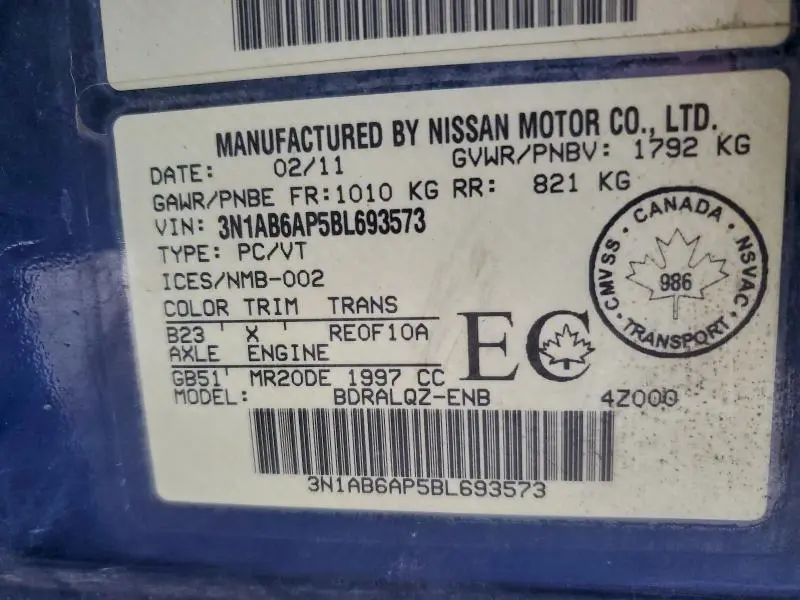 MANUFACTURED BY NISSAN MOTOR CO., LTD.
DATE: 02/11 GVWR/PNBV: 1792 KG
GAWR/PNBE FR:1010 KG RR: 821 KG
VIN: 3N1AB6AP5BL693573
TYPE: PC/VT
ICES/NMB-002
COLOR TRIM TRANS
B23 ' X ' RE0F10A
AXLE ENGINE
GB51' MR20DE 1997 CC
MODEL: BDRALQZ-ENB 4Z000
3N1AB6AP5BL693573
EC
CANADA
CMVSS · NSVAC
986
TRANSPORT